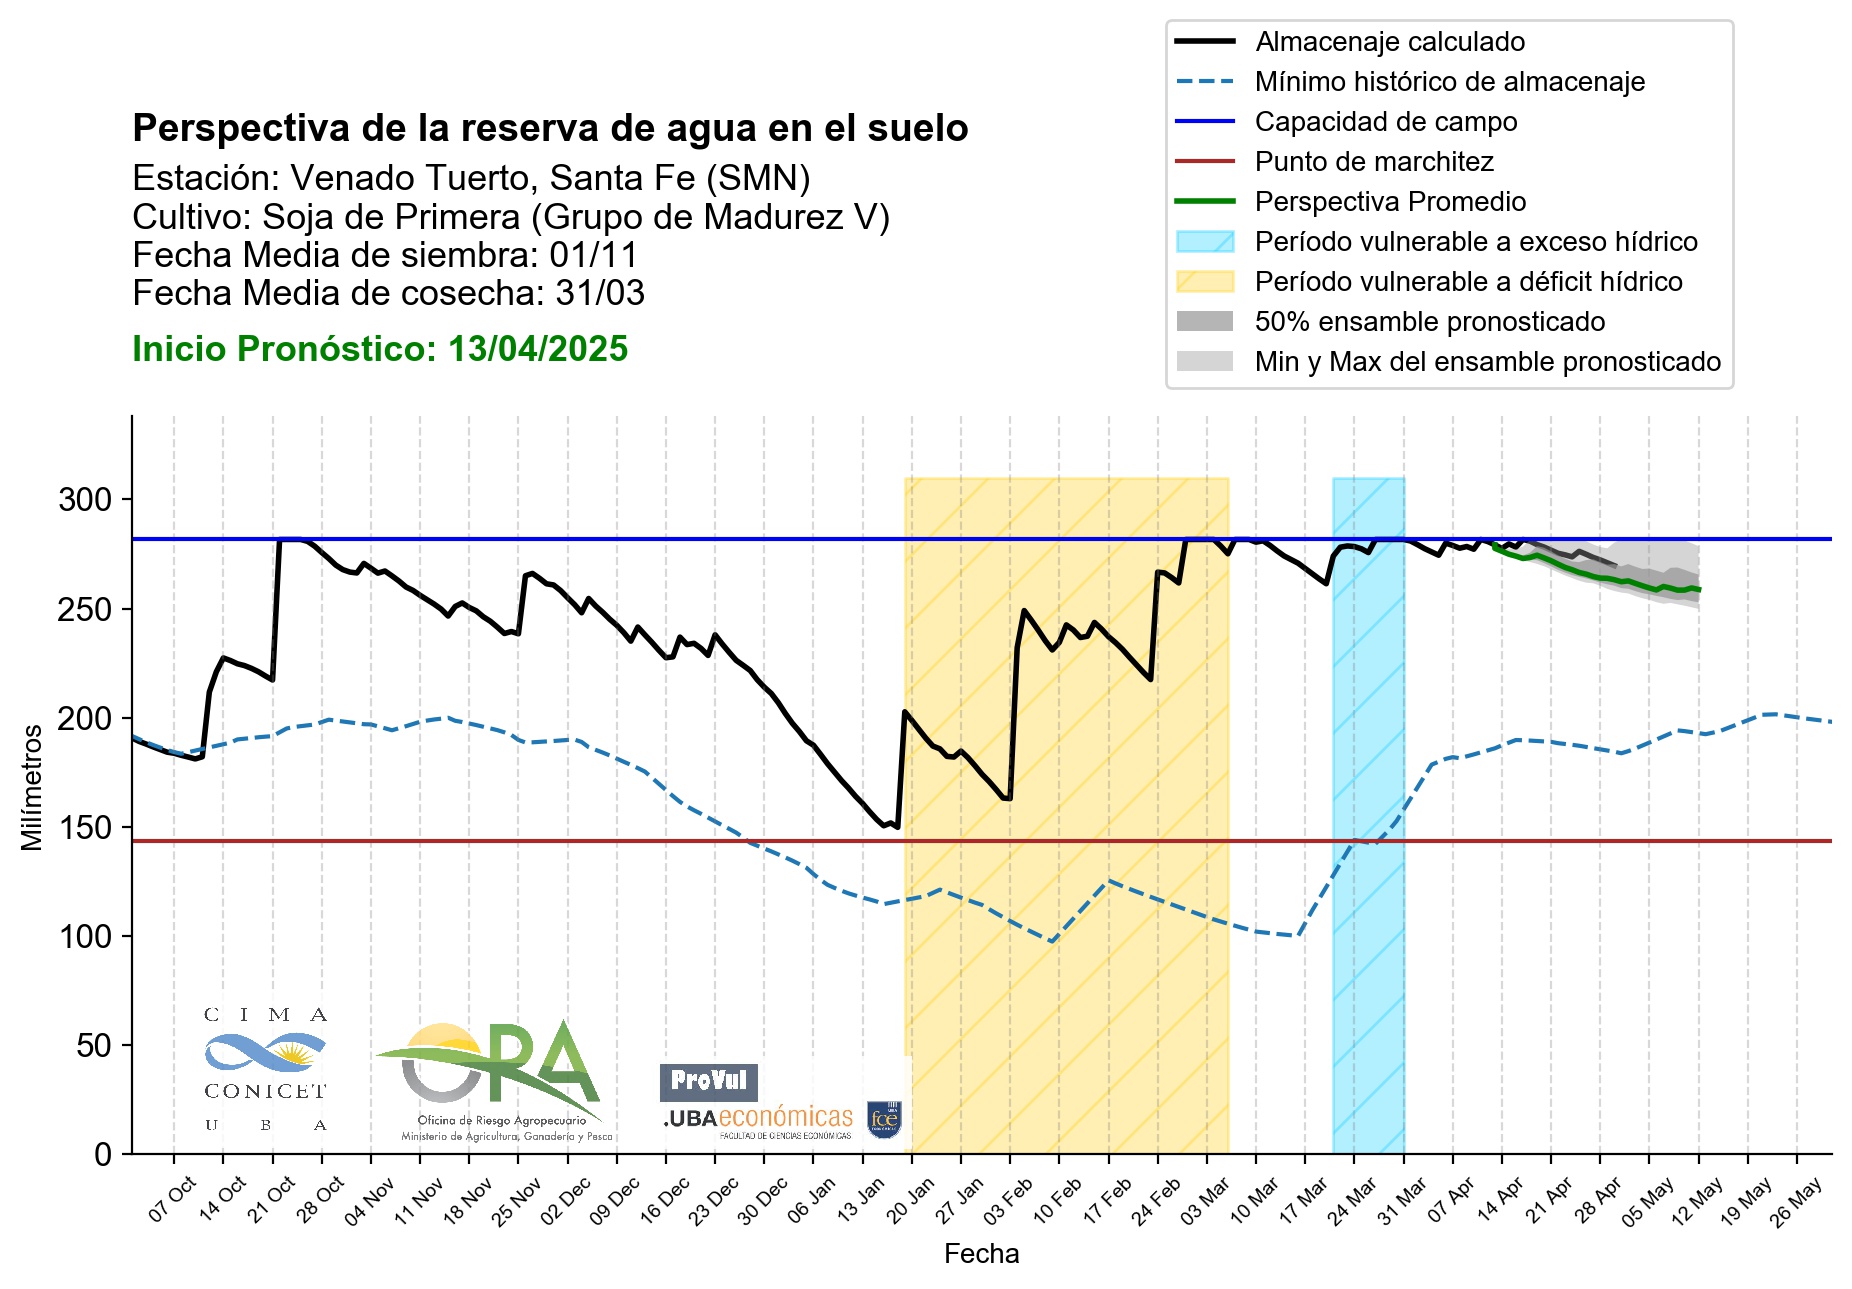 Almacenaje calculado
Mínimo histórico de almacenaje
Capacidad de campo
Punto de marchitez
Perspectiva Promedio
Período vulnerable a exceso hídrico
Período vulnerable a déficit hídrico
50% ensamble pronosticado
Min y Max del ensamble pronosticado
Perspectiva de la reserva de agua en el suelo
Estación: Venado Tuerto, Santa Fe (SMN)
Cultivo: Soja de Primera (Grupo de Madurez V)
Fecha Media de siembra: 01/11
Fecha Media de cosecha: 31/03
Inicio Pronóstico: 13/04/2025
Milímetros
300
250
200
150
100
50
0
CIMA
CONICET
UBA
ORA
Oficina de Riesgo Agropecuario
Ministerio de Agricultura, Ganadería y Pesca
ProVul
.UBAeconómicas
FACULTAD DE CIENCIAS ECONÓMICAS
UBA
fce
ECONÓMICAS
07 Oct
14 Oct
21 Oct
28 Oct
04 Nov
11 Nov
18 Nov
25 Nov
02 Dec
09 Dec
16 Dec
23 Dec
30 Dec
06 Jan
13 Jan
20 Jan
27 Jan
03 Feb
10 Feb
17 Feb
24 Feb
03 Mar
10 Mar
17 Mar
24 Mar
31 Mar
07 Apr
14 Apr
21 Apr
28 Apr
05 May
12 May
19 May
26 May
Fecha